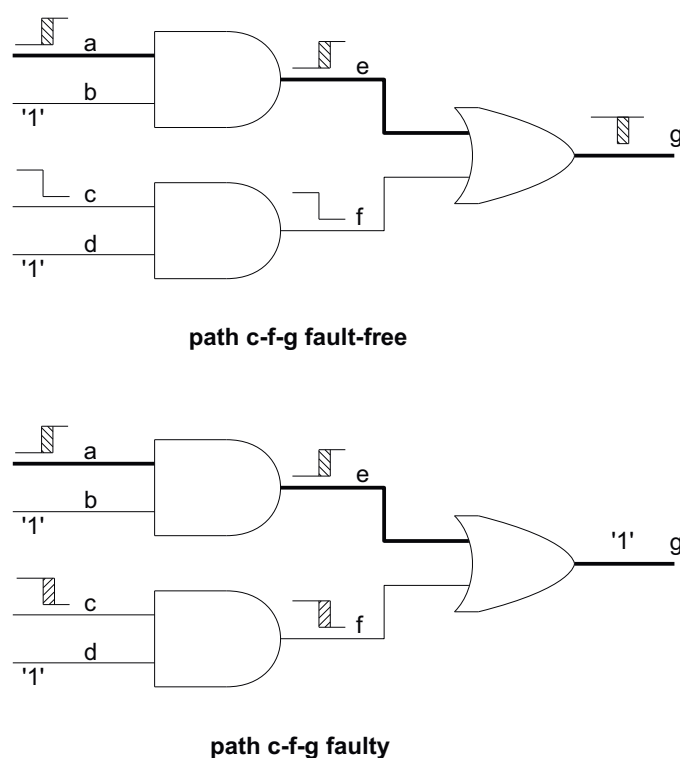 a
e
b
'1'
g
c
f
d
'1'
path c-f-g fault-free
a
e
b
'1'
'1' g
c
f
d
'1'
path c-f-g faulty